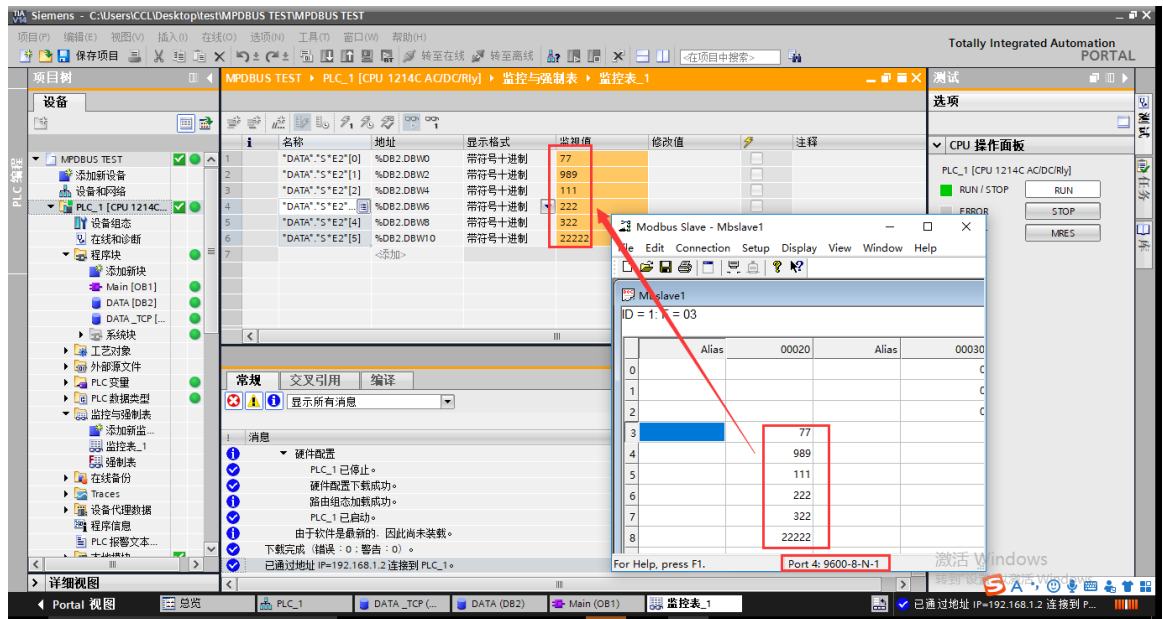 Siemens - C:\Users\CCL\Desktop\test\MPDBUS TEST\MPDBUS TEST
项目(P) 编辑(E) 视图(V) 插入(I) 在线(O) 选项(N) 工具(T) 窗口(W) 帮助(H)
Totally Integrated Automation
PORTAL
保存项目 转至在线 转至离线 <在项目中搜索>
项目树
MPDBUS TEST ▸ PLC_1 [CPU 1214C AC/DC/Rly] ▸ 监控与强制表 ▸ 监控表_1
测试
设备
选项
i 名称 地址 显示格式 监视值 修改值 注释
1 "DATA"."S*E2"[0] %DB2.DBW0 带符号十进制 77
2 "DATA"."S*E2"[1] %DB2.DBW2 带符号十进制 989
3 "DATA"."S*E2"[2] %DB2.DBW4 带符号十进制 111
4 "DATA"."S*E2"... %DB2.DBW6 带符号十进制 222
5 "DATA"."S*E2"[4] %DB2.DBW8 带符号十进制 322
6 "DATA"."S*E2"[5] %DB2.DBW10 带符号十进制 22222
7 <添加>
PLC 编程
MPDBUS TEST
添加新设备
设备和网络
PLC_1 [CPU 1214C...
设备组态
在线和诊断
程序块
添加新块
Main [OB1]
DATA [DB2]
DATA _TCP [...
系统块
工艺对象
外部源文件
PLC 变量
PLC 数据类型
监控与强制表
添加新监...
监控表_1
强制表
在线备份
Traces
设备代理数据
程序信息
PLC 报警文本...
详细视图
CPU 操作面板
PLC_1 [CPU 1214C AC/DC/Rly]
RUN / STOP RUN
ERROR STOP
MRES
测试
任务
库
常规 交叉引用 编译
显示所有消息
! 消息
硬件配置
PLC_1 已停止。
硬件配置下载成功。
路由组态加载成功。
PLC_1 已启动。
由于软件是最新的，因此尚未装载。
下载完成（错误：0；警告：0）。
已通过地址 IP=192.168.1.2 连接到 PLC_1。
Modbus Slave - Mbslave1
File Edit Connection Setup Display View Window Help
Mbslave1
ID = 1: F = 03
Alias 00020 Alias 00030
0 0
1 0
2 0
3 77
4 989
5 111
6 222
7 322
8 22222
For Help, press F1. Port 4: 9600-8-N-1
激活 Windows
Portal 视图 总览 PLC_1 DATA _TCP (... DATA (DB2) Main (OB1) 监控表_1
已通过地址 IP=192.168.1.2 连接到 P...